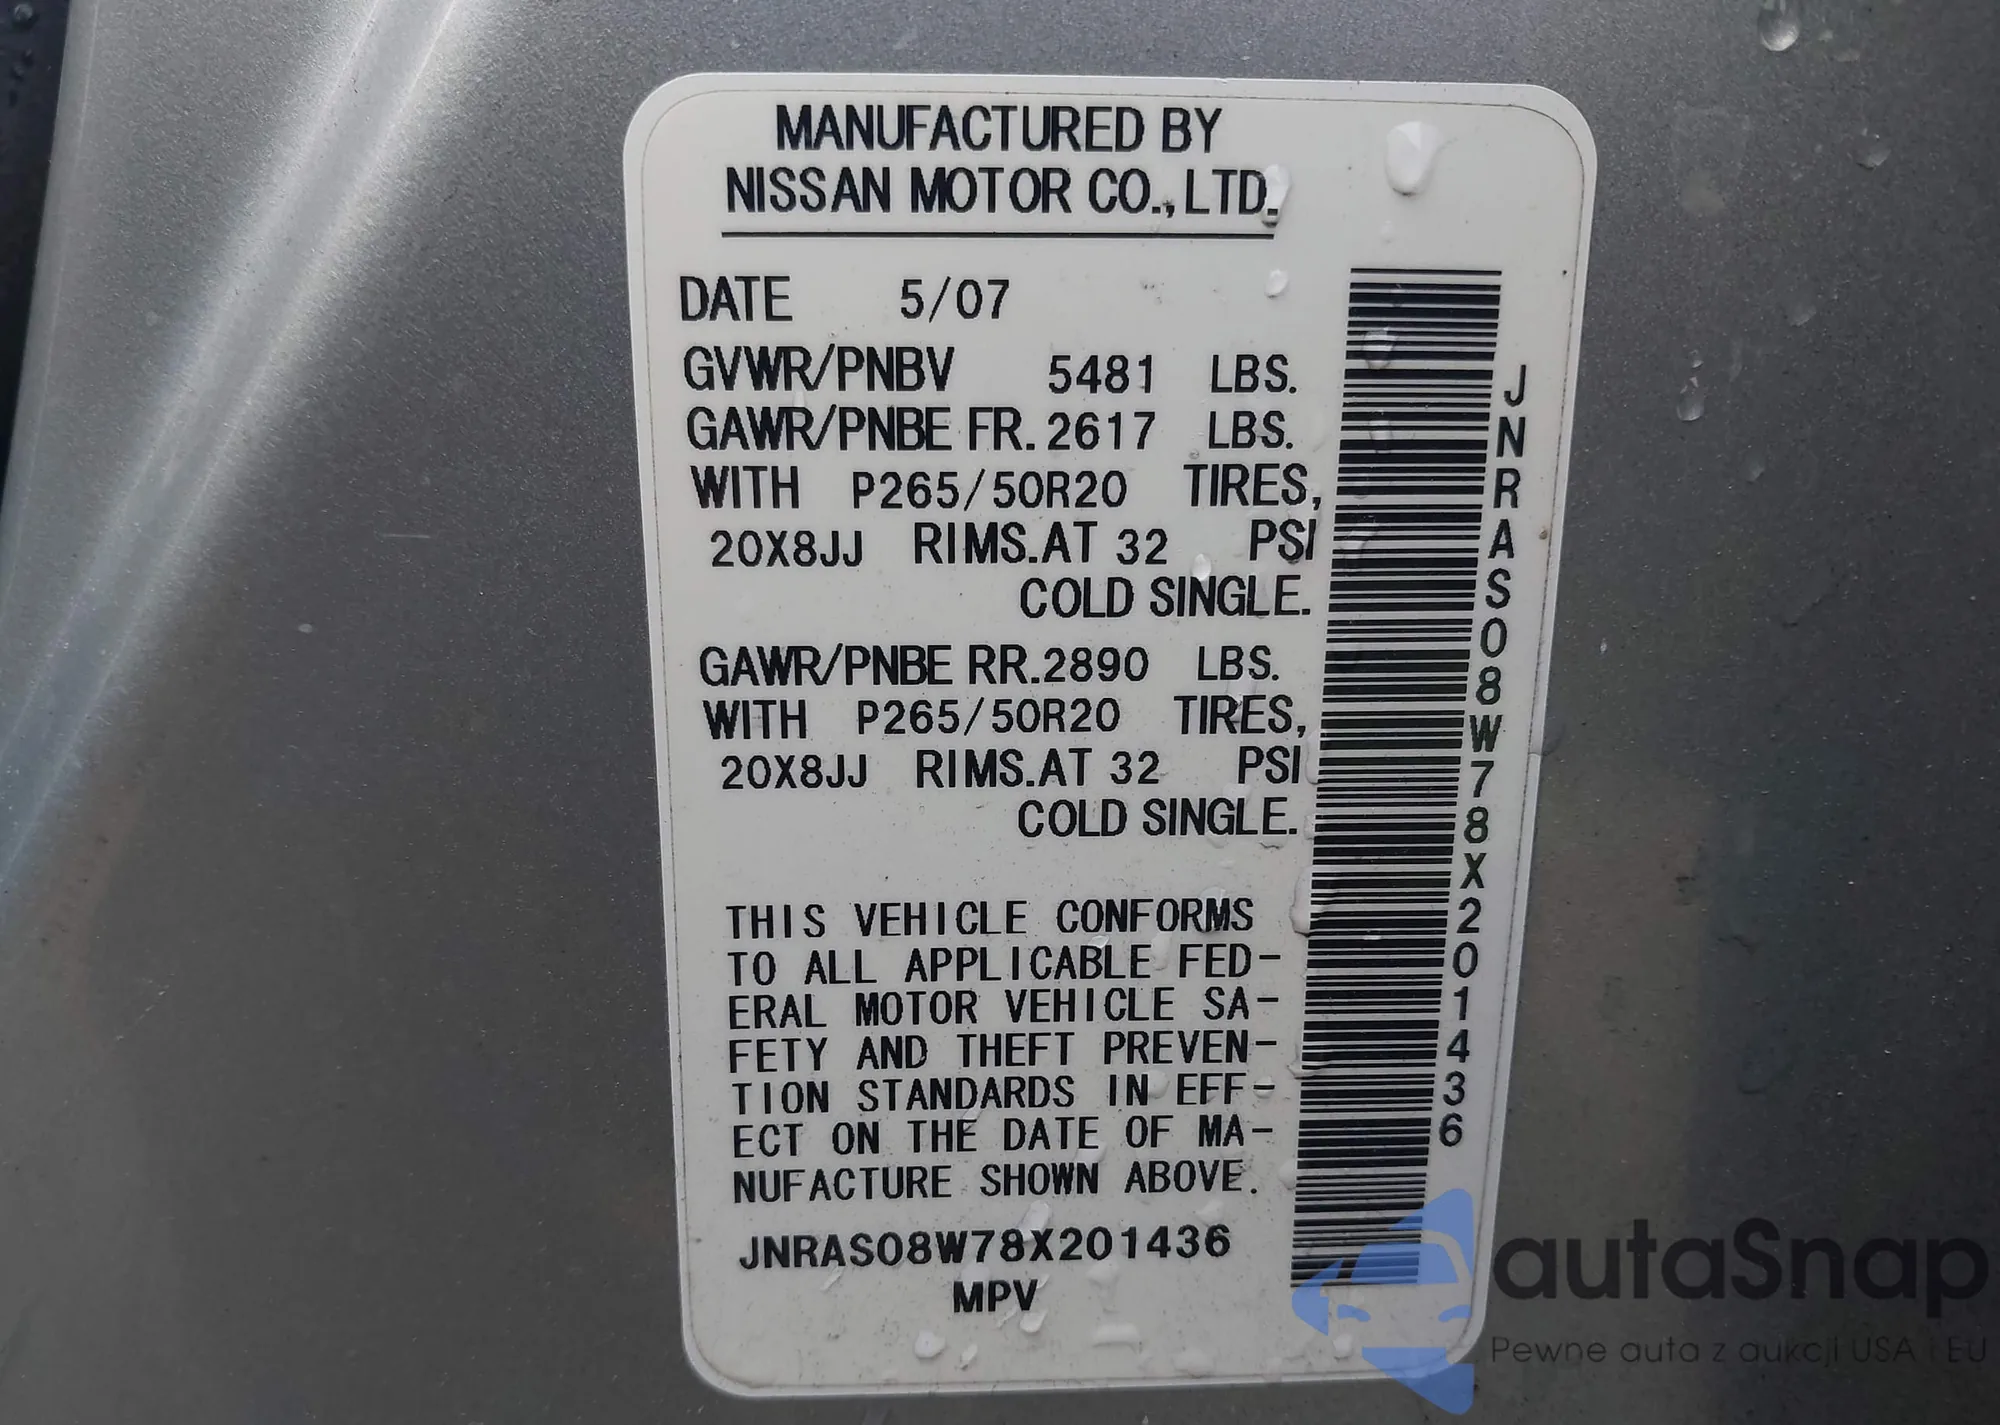 MANUFACTURED BY
NISSAN MOTOR CO.,LTD.
DATE 5/07
GVWR/PNBV 5481 LBS.
GAWR/PNBE FR. 2617 LBS.
WITH P265/50R20 TIRES,
20X8JJ RIMS.AT 32 PSI
COLD SINGLE.
GAWR/PNBE RR.2890 LBS.
WITH P265/50R20 TIRES,
20X8JJ RIMS.AT 32 PSI
COLD SINGLE.
THIS VEHICLE CONFORMS
TO ALL APPLICABLE FED-
ERAL MOTOR VEHICLE SA-
FETY AND THEFT PREVEN-
TION STANDARDS IN EFF-
ECT ON THE DATE OF MA-
NUFACTURE SHOWN ABOVE.
JNRAS08W78X201436
MPV
JNRAS08W78X201436
autaSnap
Pewne auta z aukcji USA i EU